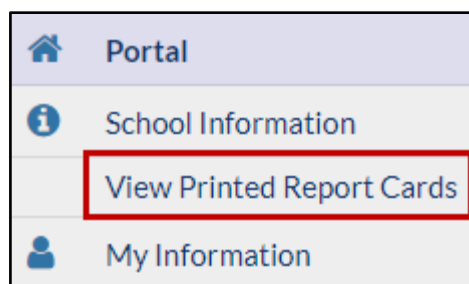 Portal
School Information
View Printed Report Cards
My Information